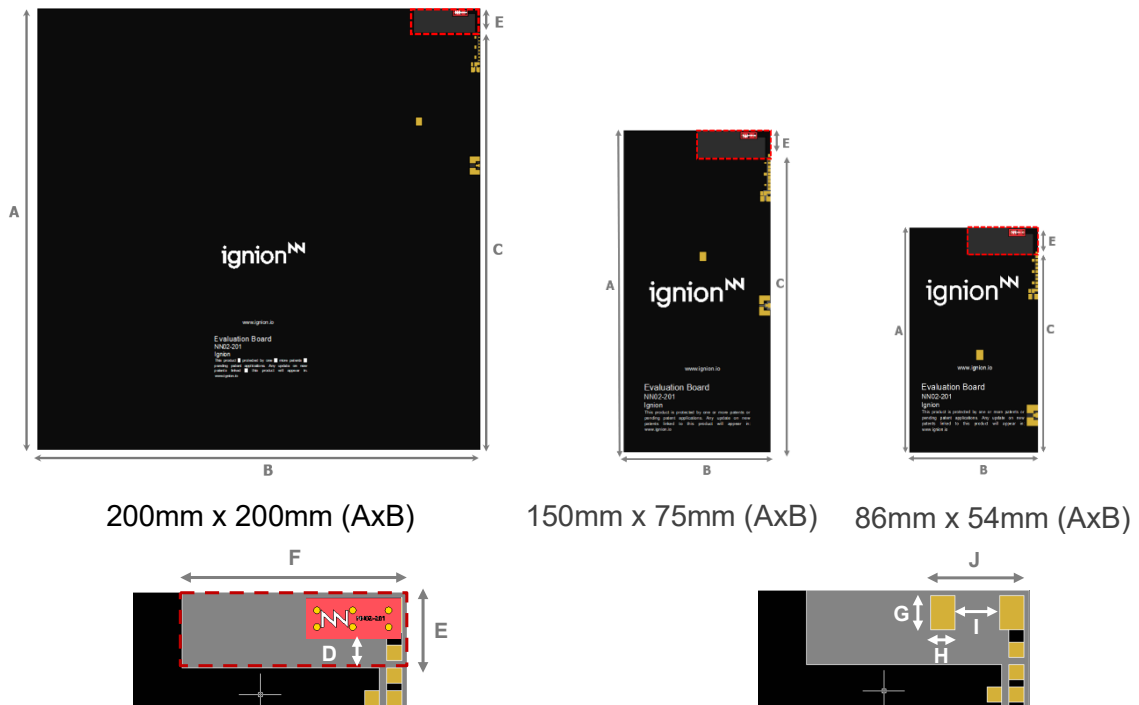 E
A
C
ignion
www.ignion.io
Evaluation Board
NN02-201
Ignion
B
200mm x 200mm (AxB)
E
A
C
ignion
www.ignion.io
Evaluation Board
NN02-201
Ignion
This product is protected by one or more patents or
pending patent applications. Any update on new
patents linked to this product will appear in
www.ignion.io
B
150mm x 75mm (AxB)
E
A
C
ignion
www.ignion.io
Evaluation Board
NN02-201
Ignion
This product is protected by one or more patents or
pending patent applications. Any update on new
patents linked to this product will appear in
www.ignion.io
B
86mm x 54mm (AxB)
F
E
D
J
G
I
H